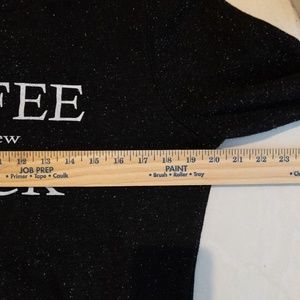 FEE
ew
12 13 14 15 16 17 18 19 20 21 22 23
JOB PREP
• Primer • Tape • Caulk
PAINT
• Brush • Roller • Tray